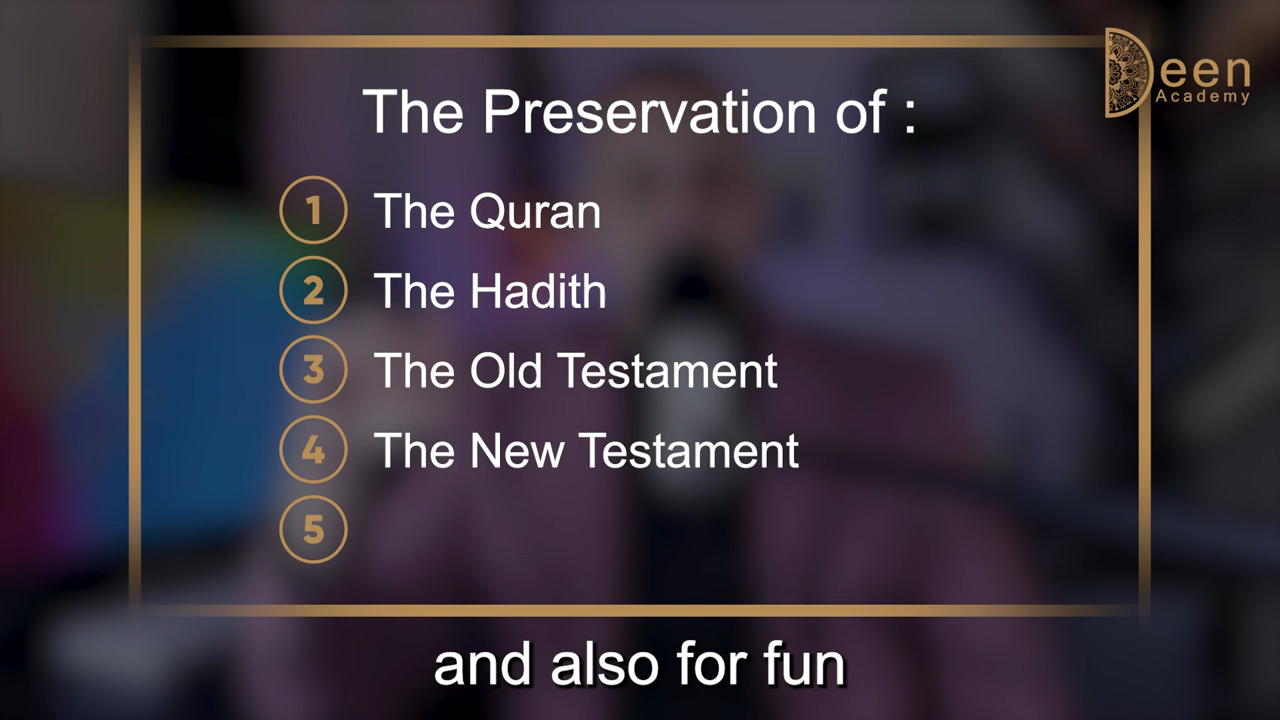 Deen
Academy
The Preservation of :
1 The Quran
2 The Hadith
3 The Old Testament
4 The New Testament
5
and also for fun